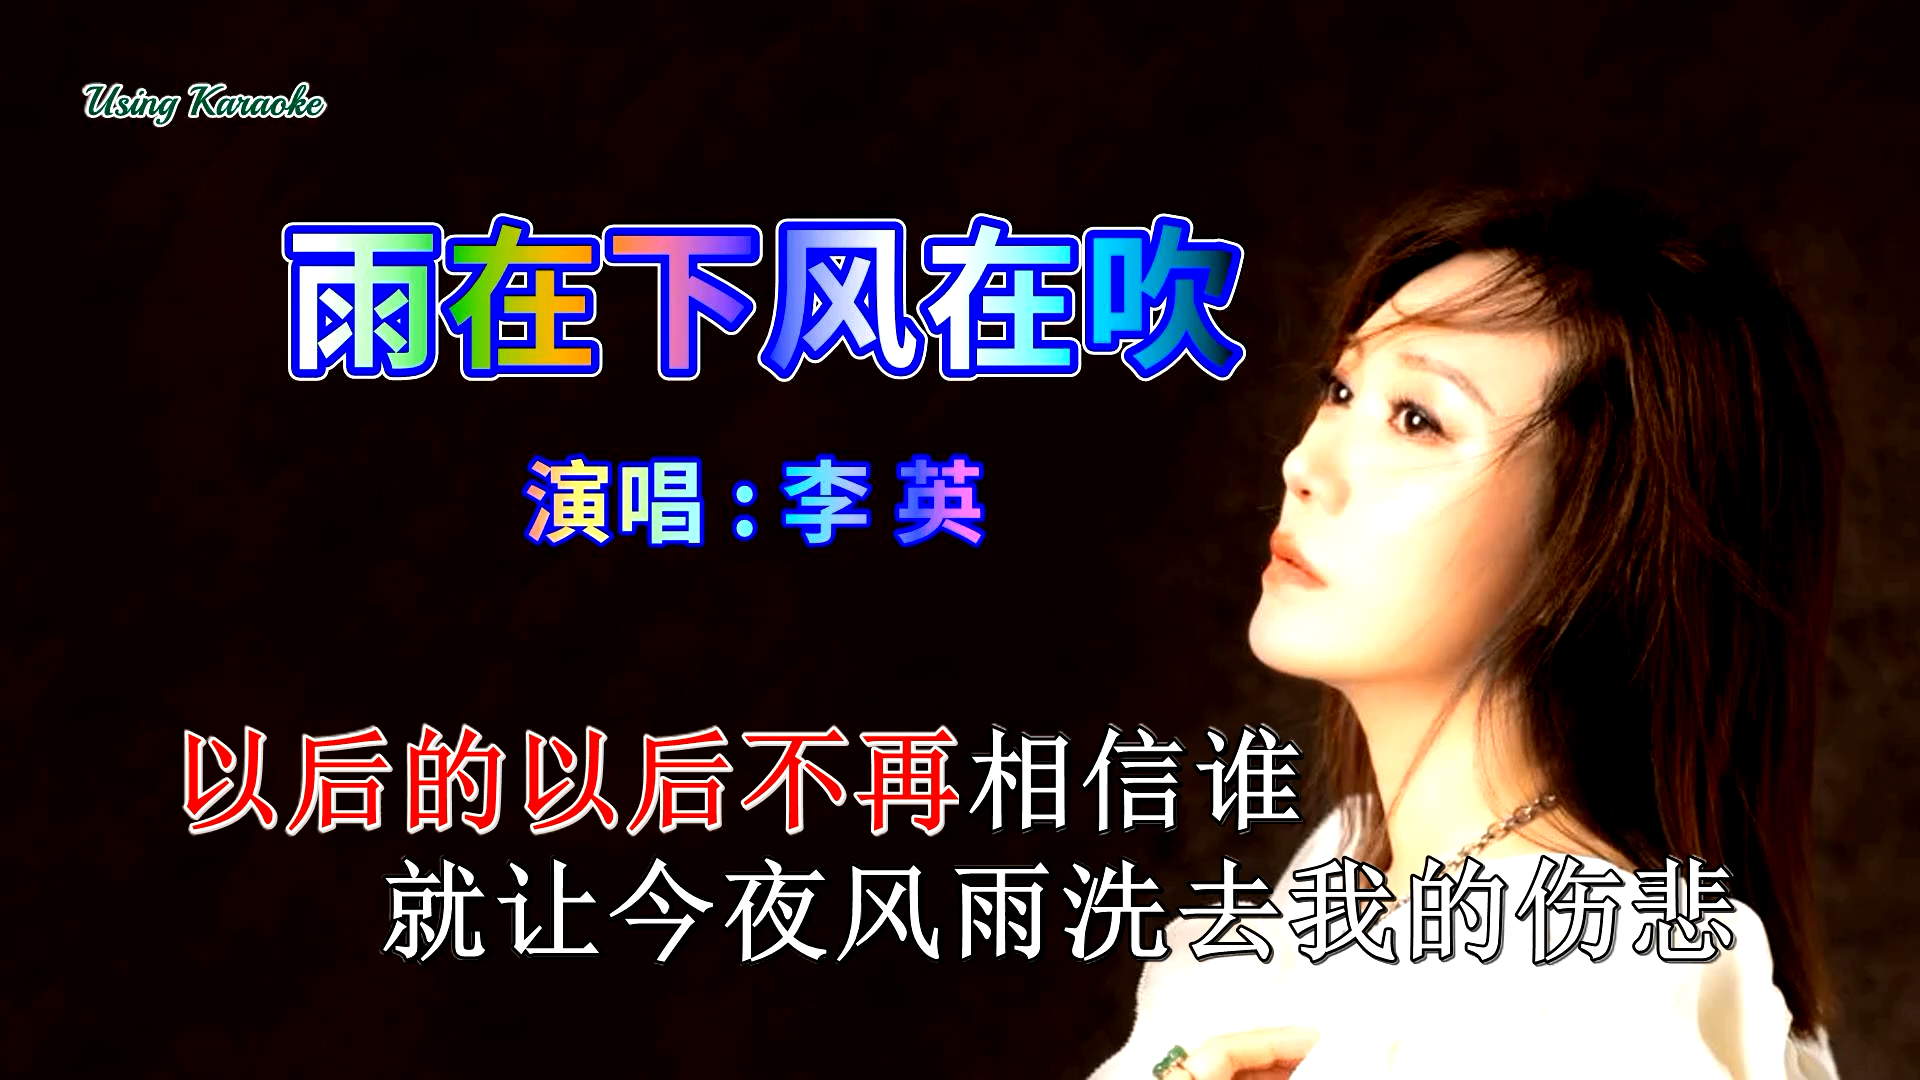 Using Karaoke
雨在下风在吹
演唱:李英
以后的以后不再相信谁
就让今夜风雨洗去我的伤悲